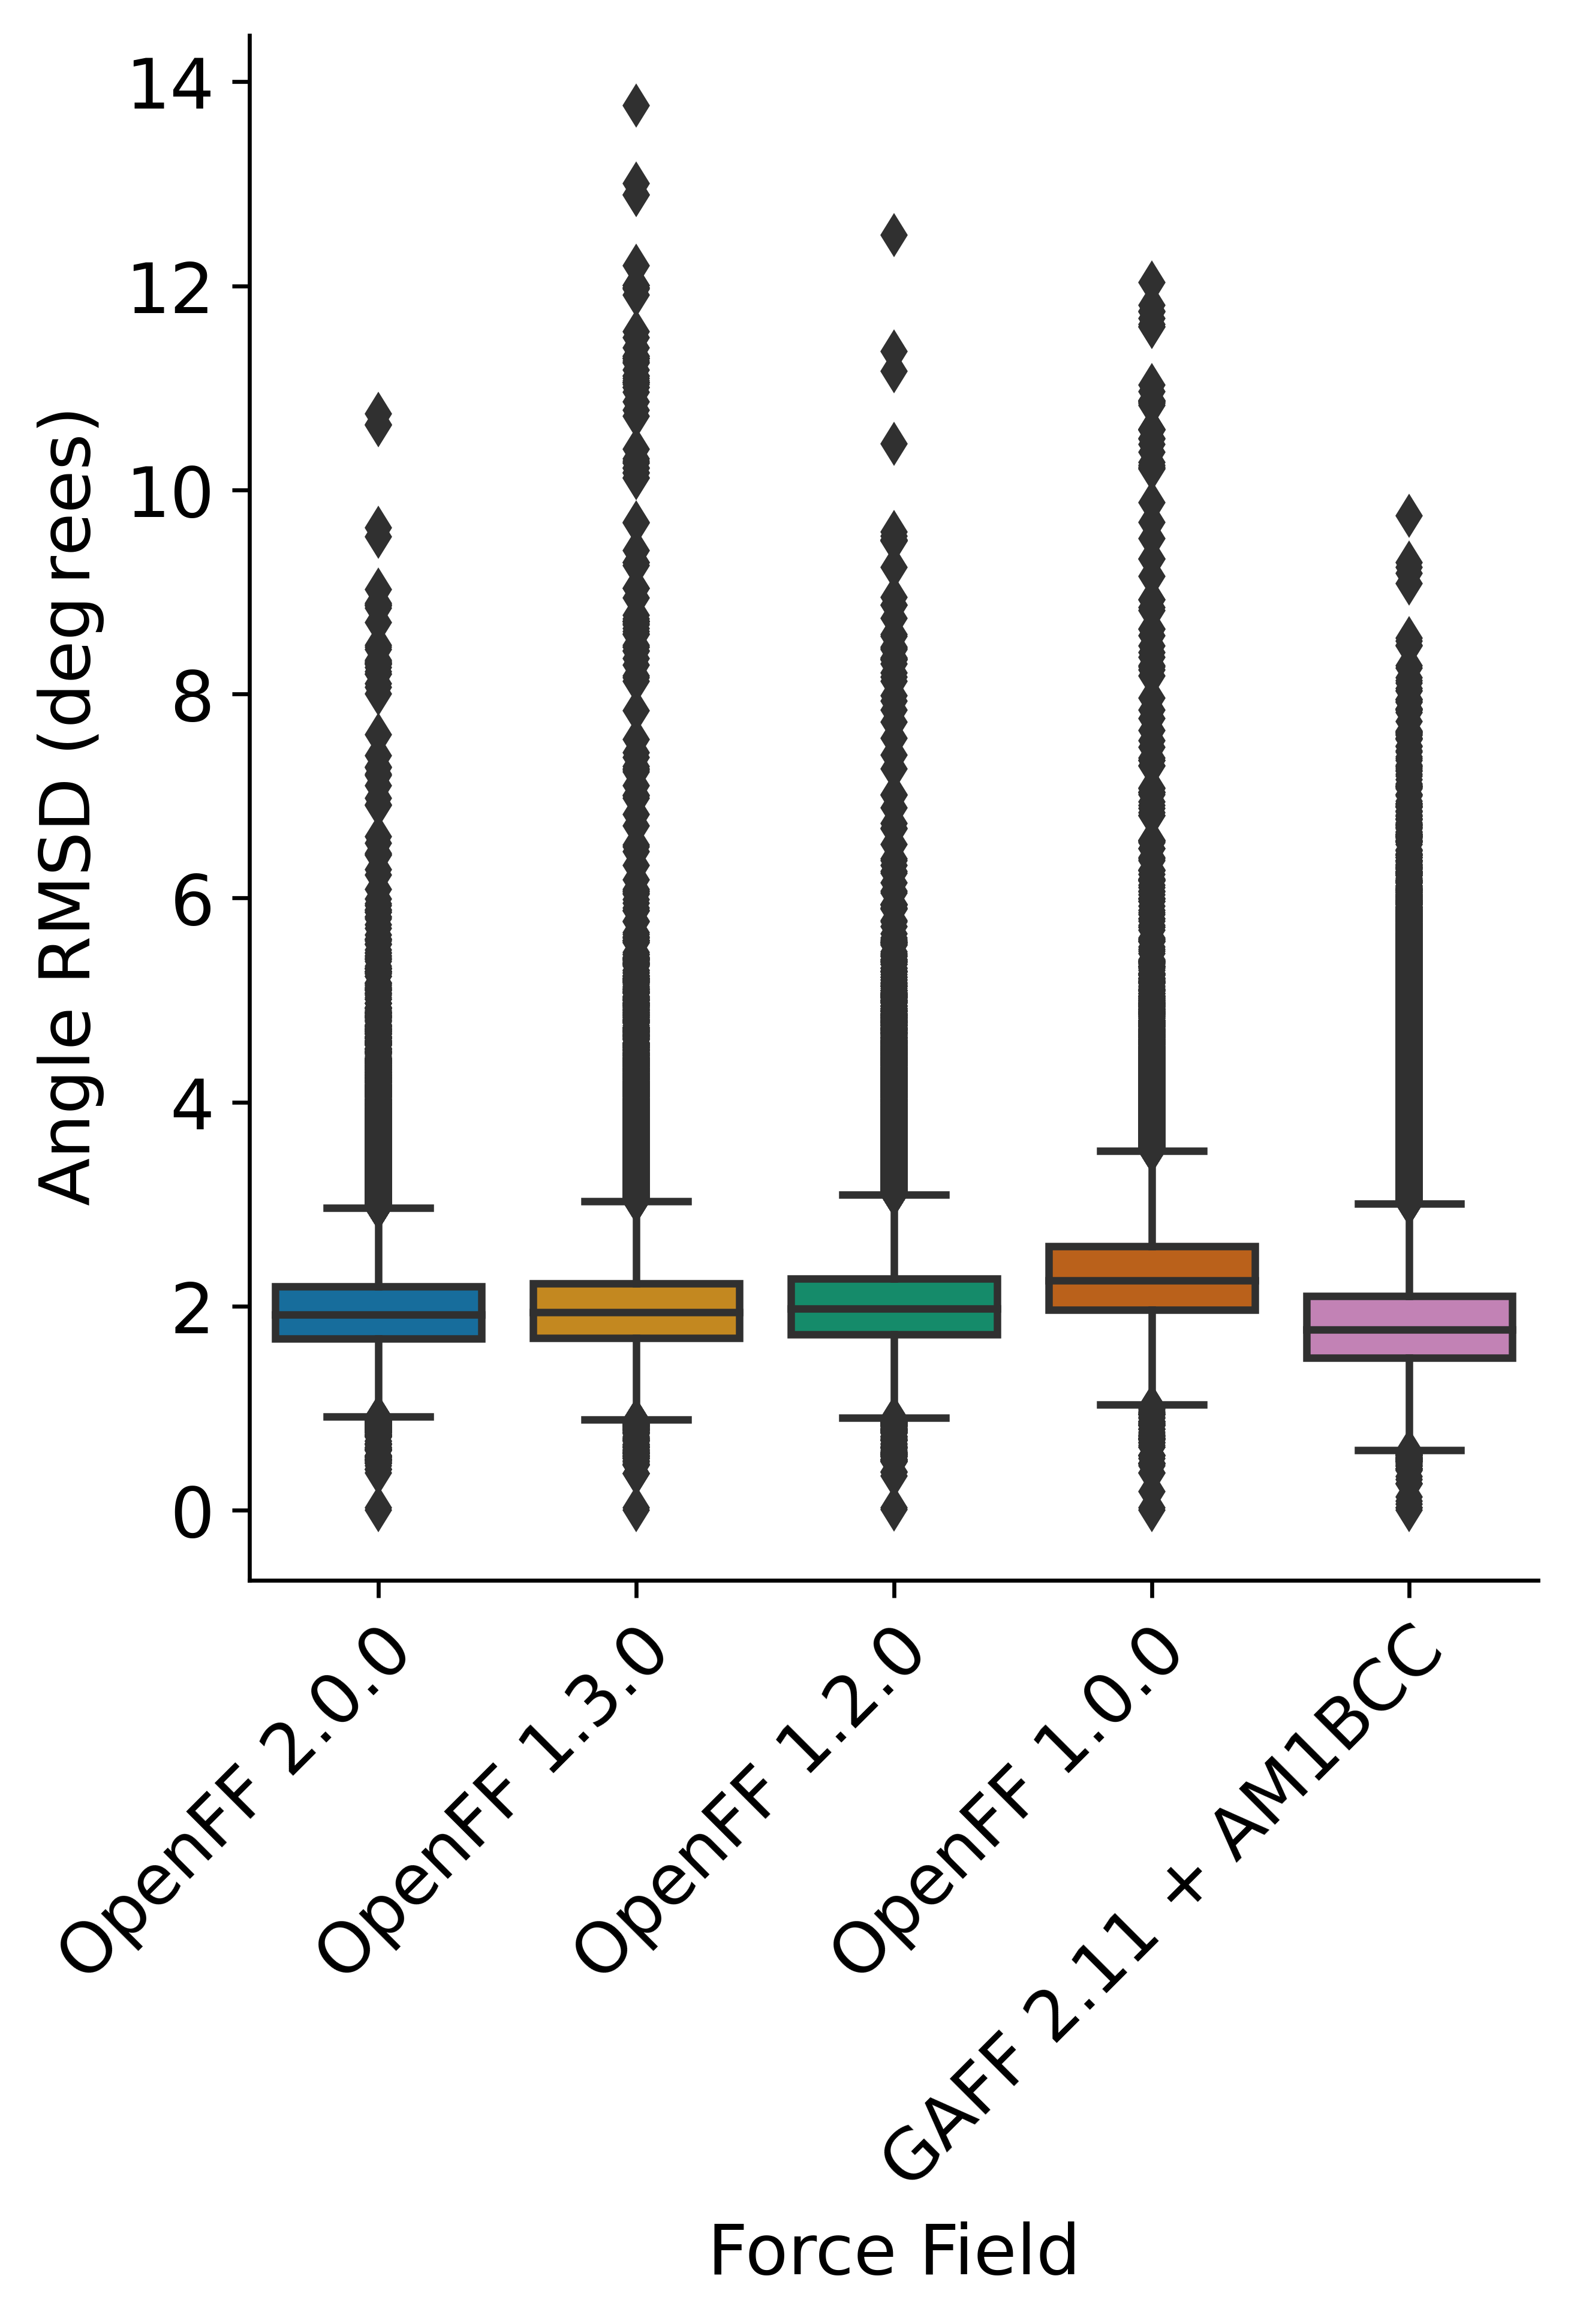 Angle RMSD (degrees)
14
12
10
8
6
4
2
0
OpenFF 2.0.0
OpenFF 1.3.0
OpenFF 1.2.0
OpenFF 1.0.0
GAFF 2.11 + AM1BCC
Force Field